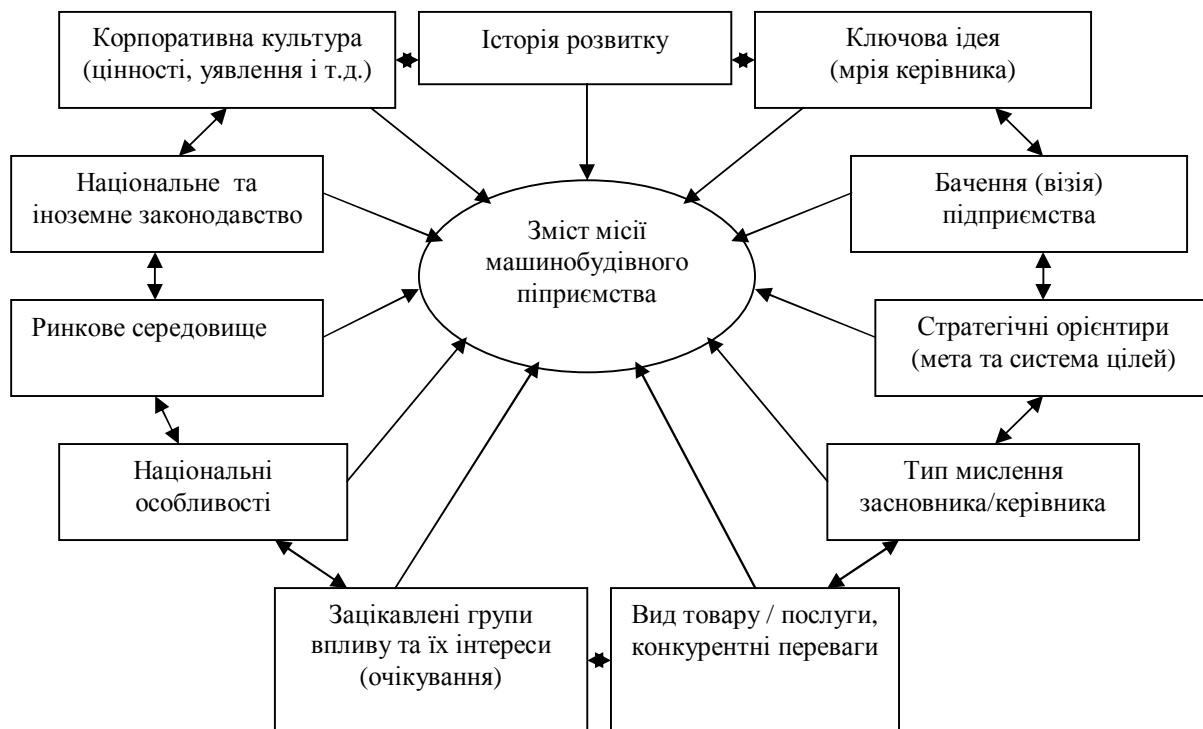 Корпоративна культура
(цінності, уявлення і т.д.)
Історія розвитку
Ключова ідея
(мрія керівника)
Національне та
іноземне законодавство
Бачення (візія)
підприємства
Зміст місії
машинобудівного
піприємства
Ринкове середовище
Стратегічні орієнтири
(мета та система цілей)
Національні
особливості
Тип мислення
засновника/керівника
Зацікавлені групи
впливу та їх інтереси
(очікування)
Вид товару / послуги,
конкурентні переваги